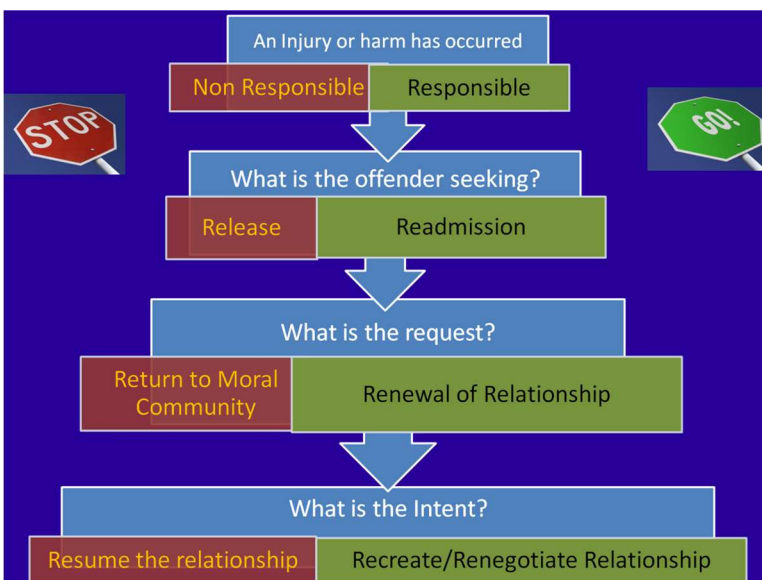 An Injury or harm has occurred
Non Responsible
Responsible
STOP
GO!
What is the offender seeking?
Release
Readmission
What is the request?
Return to Moral
Community
Renewal of Relationship
What is the Intent?
Resume the relationship
Recreate/Renegotiate Relationship